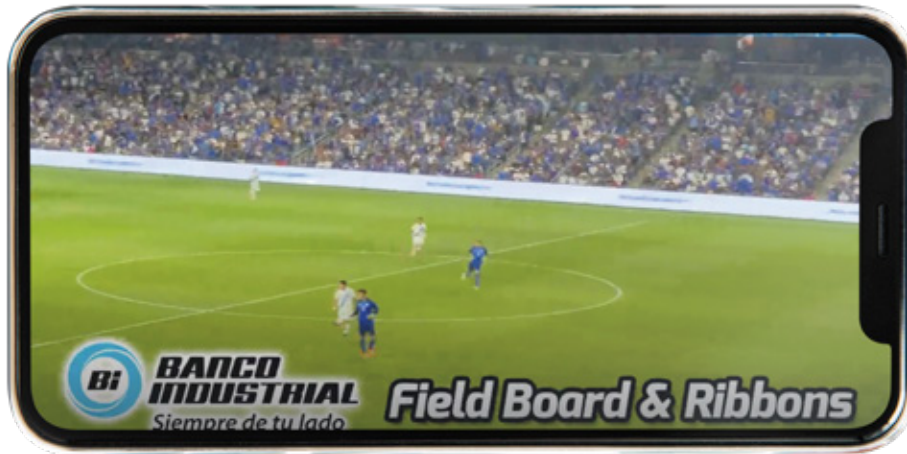 Bi
BANCO
INDUSTRIAL
Siempre de tu lado
Field Board & Ribbons